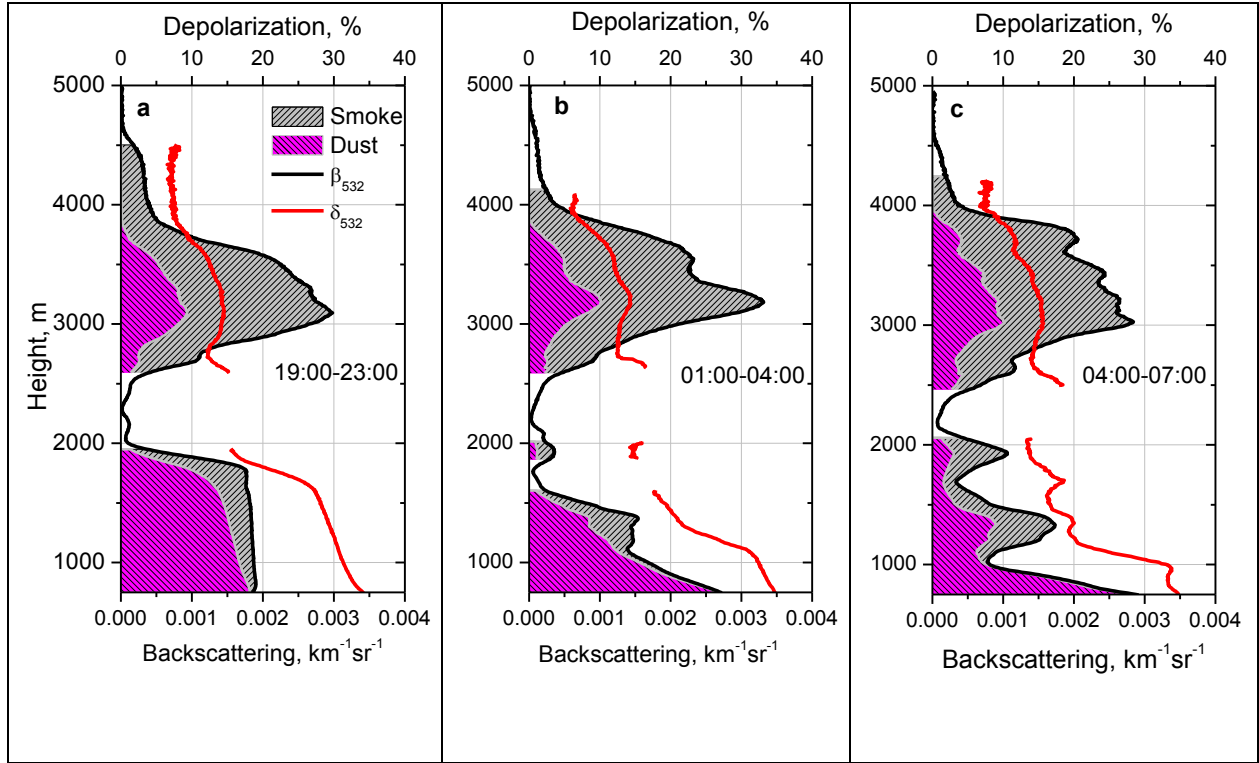 Depolarization, %
0 10 20 30 40
5000
4000
3000
2000
1000
Height, m
a
Smoke
Dust
β532
δ532
19:00-23:00
0.000 0.001 0.002 0.003 0.004
Backscattering, km⁻¹sr⁻¹
Depolarization, %
0 10 20 30 40
5000
4000
3000
2000
1000
b
01:00-04:00
0.000 0.001 0.002 0.003 0.004
Backscattering, km⁻¹sr⁻¹
Depolarization, %
0 10 20 30 40
5000
4000
3000
2000
1000
c
04:00-07:00
0.000 0.001 0.002 0.003 0.004
Backscattering, km⁻¹sr⁻¹